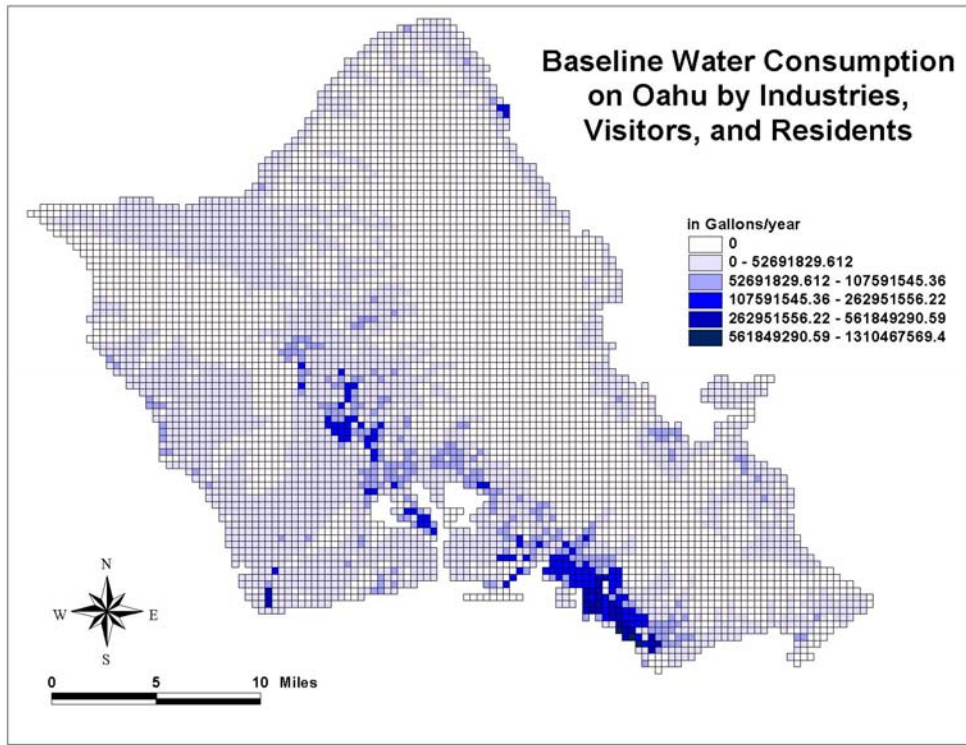 Baseline Water Consumption
on Oahu by Industries,
Visitors, and Residents
in Gallons/year
0
0 - 52691829.612
52691829.612 - 107591545.36
107591545.36 - 262951556.22
262951556.22 - 561849290.59
561849290.59 - 1310467569.4
N
W E
S
0 5 10 Miles